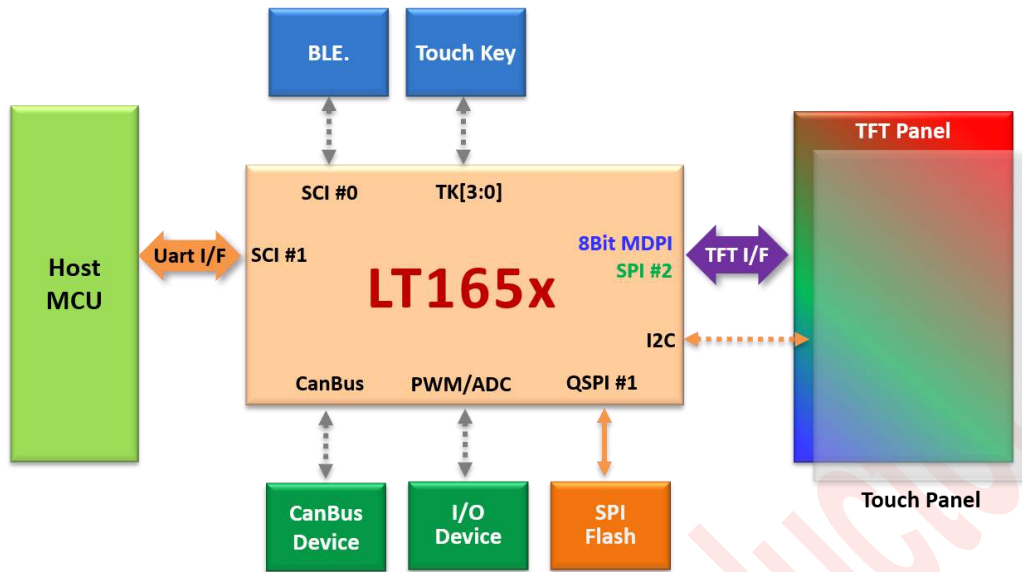 BLE.
Touch Key
TFT Panel
SCI #0
TK[3:0]
Host
MCU
Uart I/F
SCI #1
LT165x
8Bit MDPI
SPI #2
TFT I/F
I2C
CanBus
PWM/ADC
QSPI #1
CanBus
Device
I/O
Device
SPI
Flash
Touch Panel